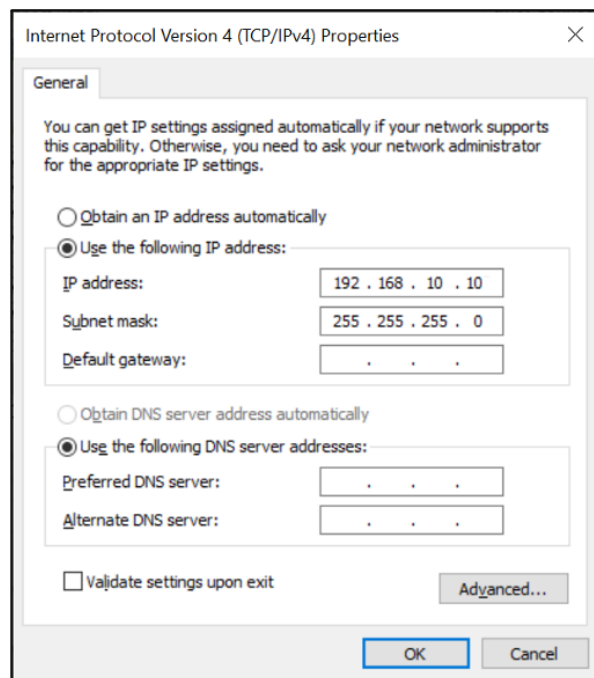 Internet Protocol Version 4 (TCP/IPv4) Properties
General
You can get IP settings assigned automatically if your network supports
this capability. Otherwise, you need to ask your network administrator
for the appropriate IP settings.
Obtain an IP address automatically
Use the following IP address:
IP address: 192 . 168 . 10 . 10
Subnet mask: 255 . 255 . 255 . 0
Default gateway: . . .
Obtain DNS server address automatically
Use the following DNS server addresses:
Preferred DNS server: . . .
Alternate DNS server: . . .
Validate settings upon exit
Advanced...
OK Cancel